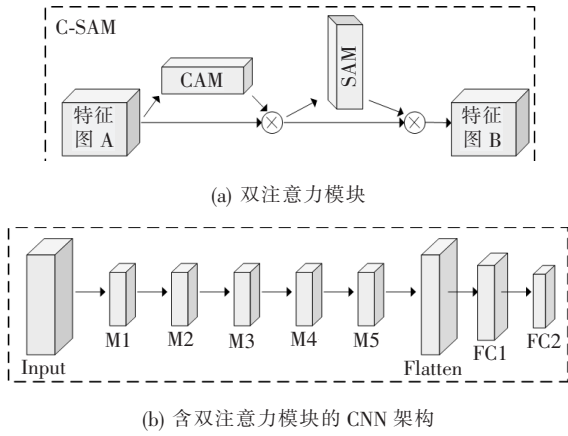 C-SAM
CAM
SAM
特征
图 A
特征
图 B
(a) 双注意力模块
Input
M1
M2
M3
M4
M5
Flatten
FC1
FC2
(b) 含双注意力模块的 CNN 架构